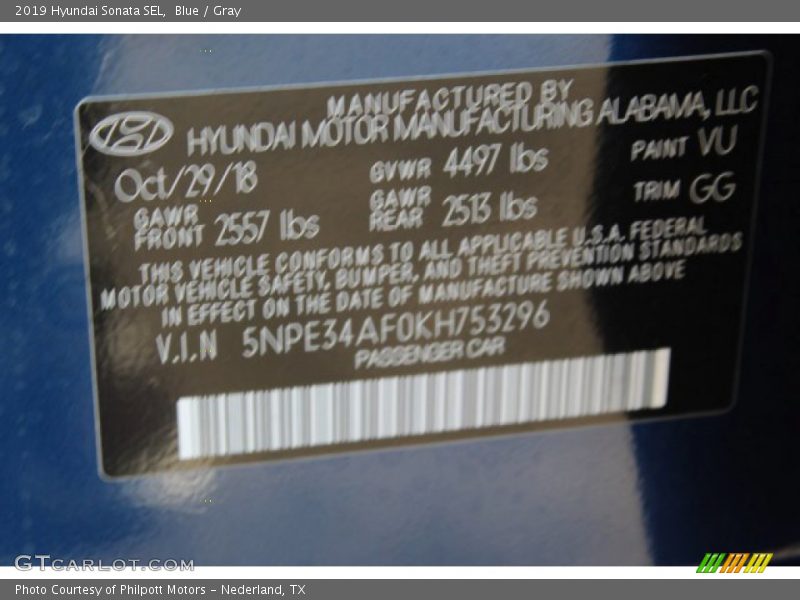 2019 Hyundai Sonata SEL, Blue / Gray
MANUFACTURED BY
HYUNDAI MOTOR MANUFACTURING ALABAMA, LLC
Oct/29/18 GVWR 4497 lbs PAINT VU
GAWR FRONT 2557 lbs GAWR REAR 2513 lbs TRIM GG
THIS VEHICLE CONFORMS TO ALL APPLICABLE U.S.A. FEDERAL
MOTOR VEHICLE SAFETY, BUMPER, AND THEFT PREVENTION STANDARDS
IN EFFECT ON THE DATE OF MANUFACTURE SHOWN ABOVE
V.I.N 5NPE34AF0KH753296
PASSENGER CAR
GTCARLOT.COM
Photo Courtesy of Philpott Motors - Nederland, TX